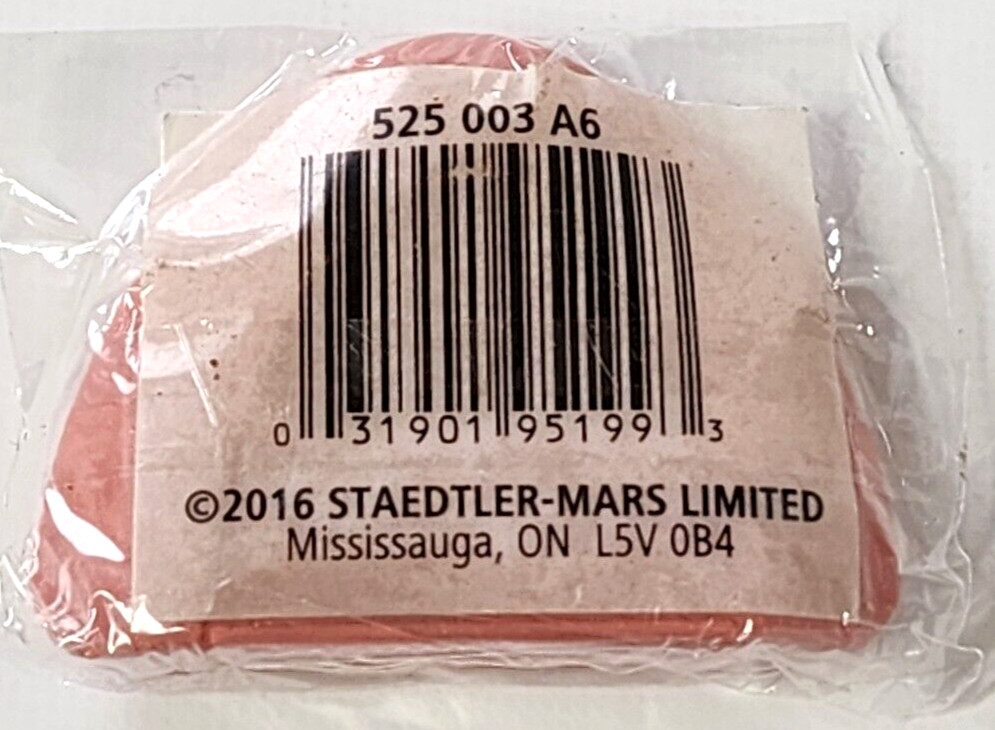 525 003 A6
0 31901 95199 3
©2016 STAEDTLER-MARS LIMITED
Mississauga, ON L5V 0B4